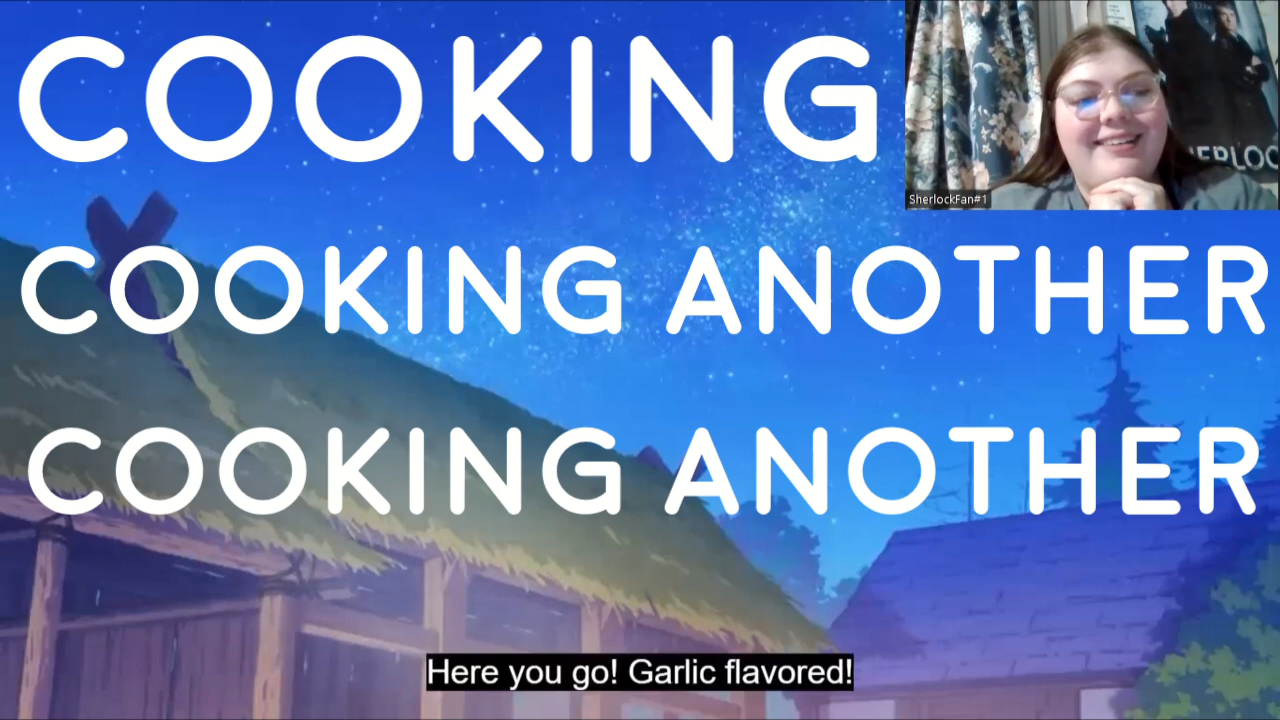 COOKING
SherlockFan#1
COOKING ANOTHER
COOKING ANOTHER
Here you go! Garlic flavored!